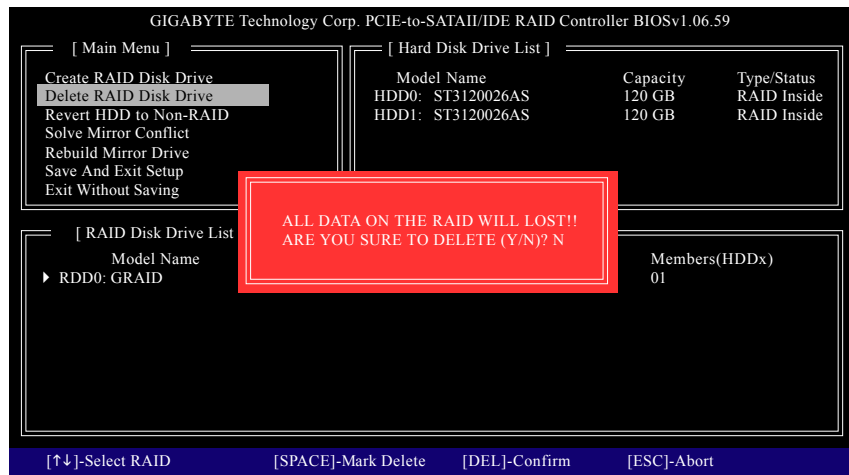 GIGABYTE Technology Corp. PCIE-to-SATAII/IDE RAID Controller BIOSv1.06.59
[ Main Menu ]
Create RAID Disk Drive
Delete RAID Disk Drive
Revert HDD to Non-RAID
Solve Mirror Conflict
Rebuild Mirror Drive
Save And Exit Setup
Exit Without Saving
[ Hard Disk Drive List ]
Model Name Capacity Type/Status
HDD0: ST3120026AS 120 GB RAID Inside
HDD1: ST3120026AS 120 GB RAID Inside
ALL DATA ON THE RAID WILL LOST!!
ARE YOU SURE TO DELETE (Y/N)? N
[ RAID Disk Drive List
Model Name Members(HDDx)
RDD0: GRAID 01
[↑↓]-Select RAID [SPACE]-Mark Delete [DEL]-Confirm [ESC]-Abort